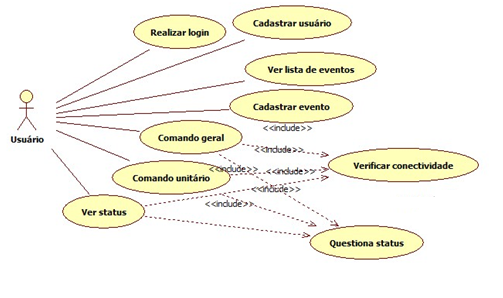 Cadastrar usuário
Realizar login
Ver lista de eventos
Cadastrar evento
<<include>>
Usuário
Comando geral
<<include>>
Verificar conectividade
<<include>>
<<include>>
Comando unitário
<<include>>
<<include>>
Ver status
Questiona status